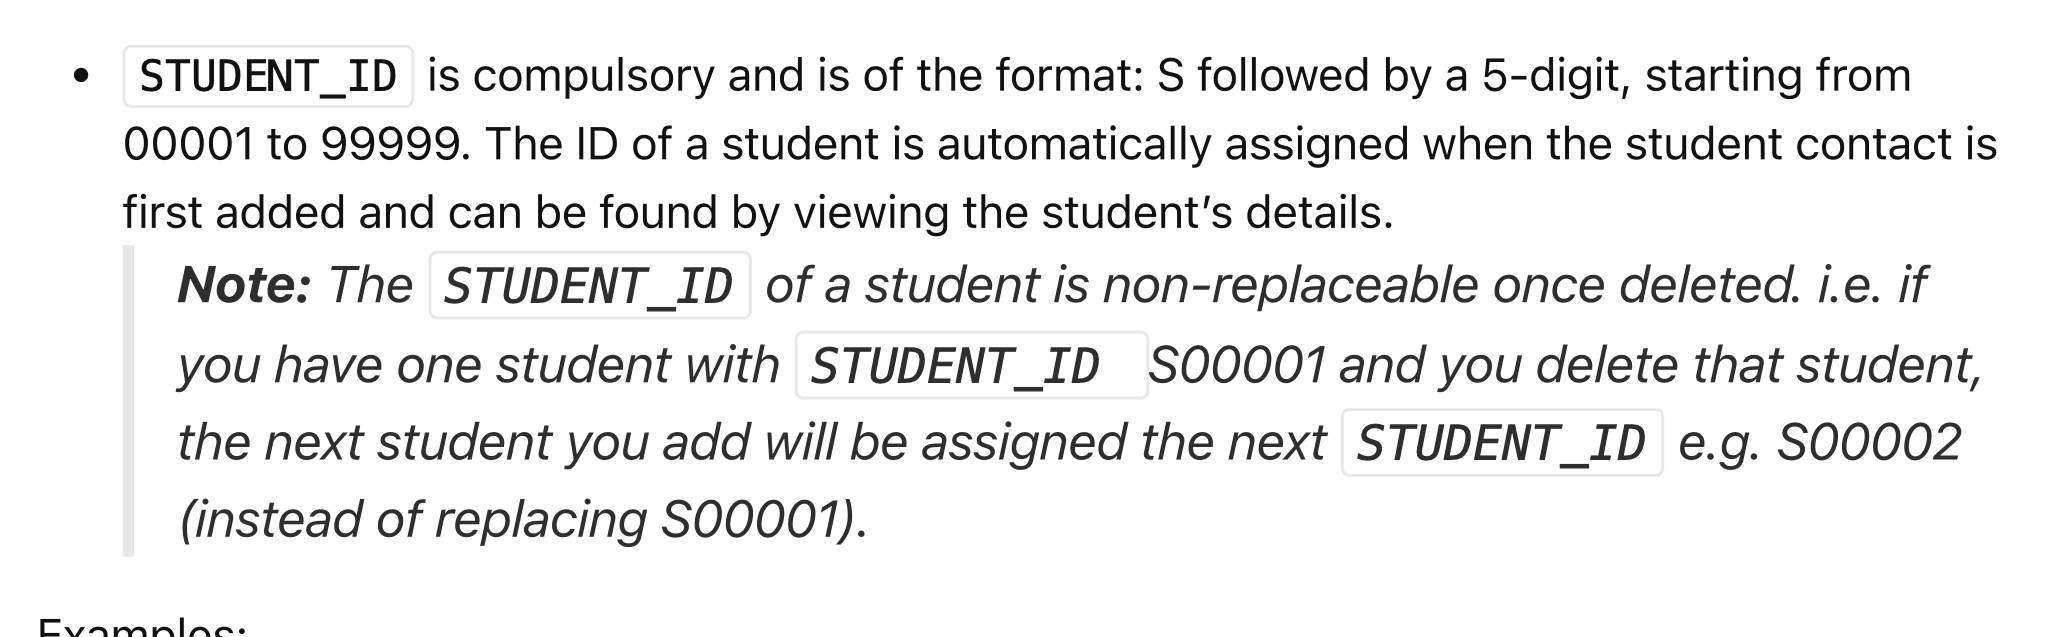 • STUDENT_ID is compulsory and is of the format: S followed by a 5-digit, starting from
00001 to 99999. The ID of a student is automatically assigned when the student contact is
first added and can be found by viewing the student’s details.
Note: The STUDENT_ID of a student is non-replaceable once deleted. i.e. if
you have one student with STUDENT_ID S00001 and you delete that student,
the next student you add will be assigned the next STUDENT_ID e.g. S00002
(instead of replacing S00001).
Examples: